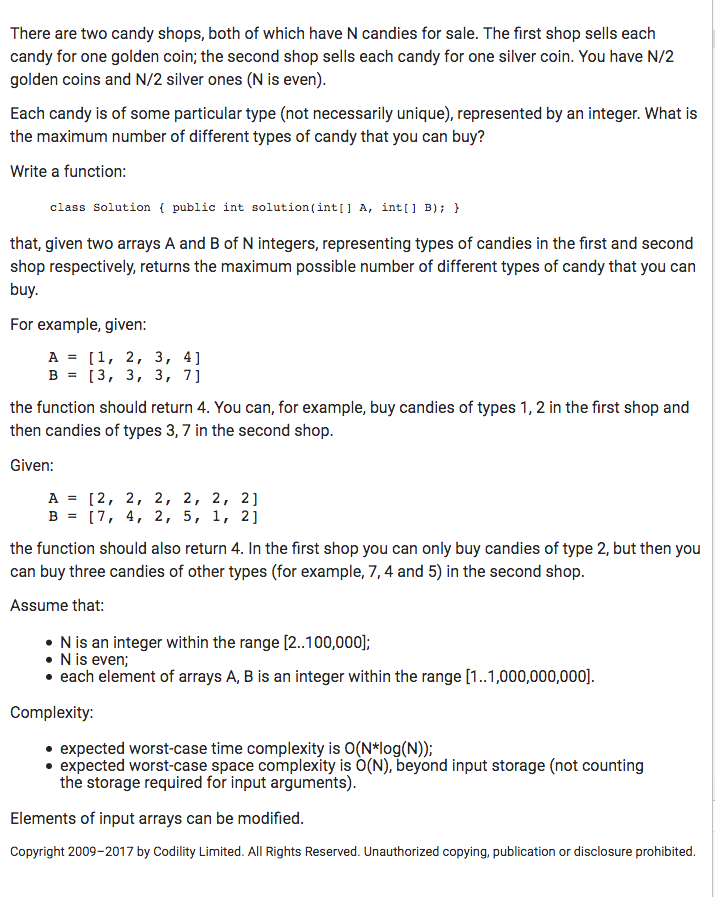 There are two candy shops, both of which have N candies for sale. The first shop sells each
candy for one golden coin; the second shop sells each candy for one silver coin. You have N/2
golden coins and N/2 silver ones (N is even).
Each candy is of some particular type (not necessarily unique), represented by an integer. What is
the maximum number of different types of candy that you can buy?
Write a function:
class Solution { public int solution(int[] A, int[] B); }
that, given two arrays A and B of N integers, representing types of candies in the first and second
shop respectively, returns the maximum possible number of different types of candy that you can
buy.
For example, given:
A = [1, 2, 3, 4]
B = [3, 3, 3, 7]
the function should return 4. You can, for example, buy candies of types 1, 2 in the first shop and
then candies of types 3, 7 in the second shop.
Given:
A = [2, 2, 2, 2, 2, 2]
B = [7, 4, 2, 5, 1, 2]
the function should also return 4. In the first shop you can only buy candies of type 2, but then you
can buy three candies of other types (for example, 7, 4 and 5) in the second shop.
Assume that:
• N is an integer within the range [2..100,000];
• N is even;
• each element of arrays A, B is an integer within the range [1..1,000,000,000].
Complexity:
• expected worst-case time complexity is O(N*log(N));
• expected worst-case space complexity is O(N), beyond input storage (not counting
the storage required for input arguments).
Elements of input arrays can be modified.
Copyright 2009–2017 by Codility Limited. All Rights Reserved. Unauthorized copying, publication or disclosure prohibited.